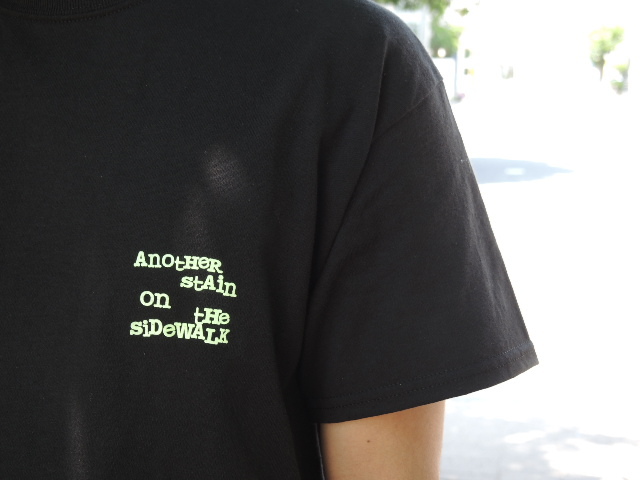 AnotHeR
stAin
on tHe
siDeWALK